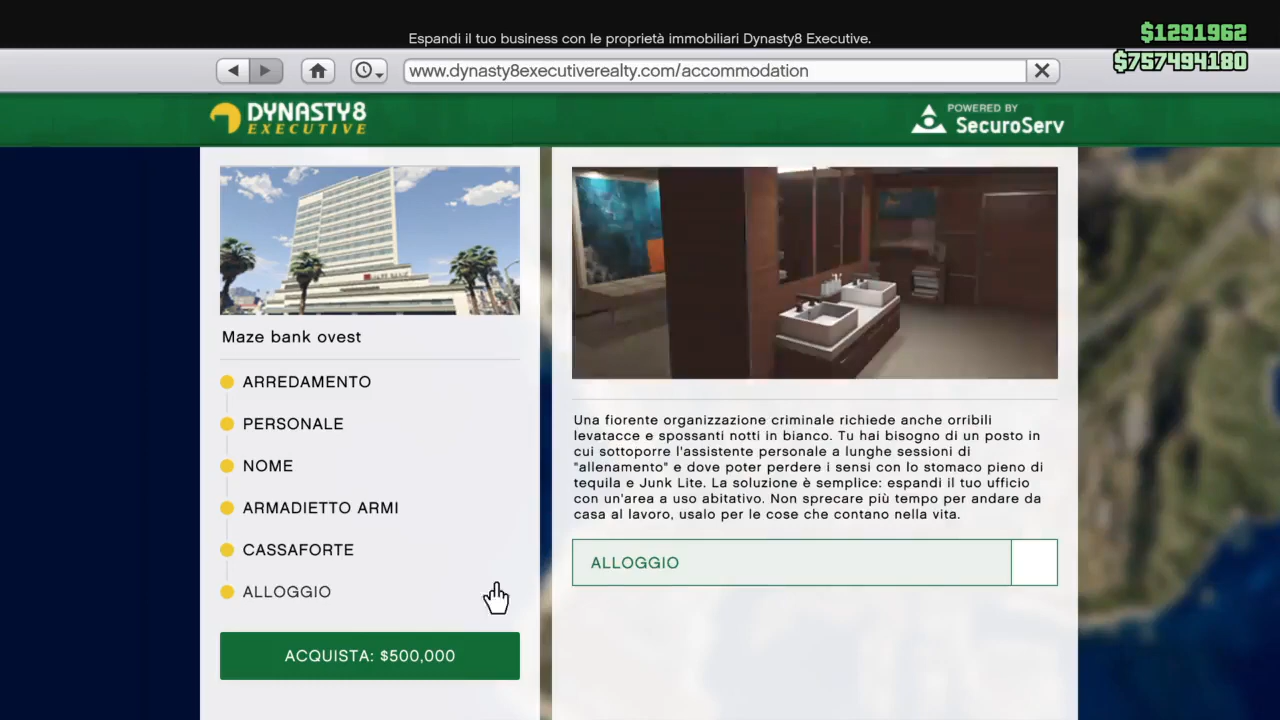 Espandi il tuo business con le proprietà immobiliari Dynasty8 Executive.
$1291962
$757494180
www.dynasty8executiverealty.com/accommodation
DYNASTY8
EXECUTIVE
POWERED BY
SecuroServ
MAZE BANK
Maze bank ovest
ARREDAMENTO
PERSONALE
NOME
ARMADIETTO ARMI
CASSAFORTE
ALLOGGIO
ACQUISTA: $500,000
Una fiorente organizzazione criminale richiede anche orribili
levatacce e spossanti notti in bianco. Tu hai bisogno di un posto in
cui sottoporre l'assistente personale a lunghe sessioni di
"allenamento" e dove poter perdere i sensi con lo stomaco pieno di
tequila e Junk Lite. La soluzione è semplice: espandi il tuo ufficio
con un'area a uso abitativo. Non sprecare più tempo per andare da
casa al lavoro, usalo per le cose che contano nella vita.
ALLOGGIO